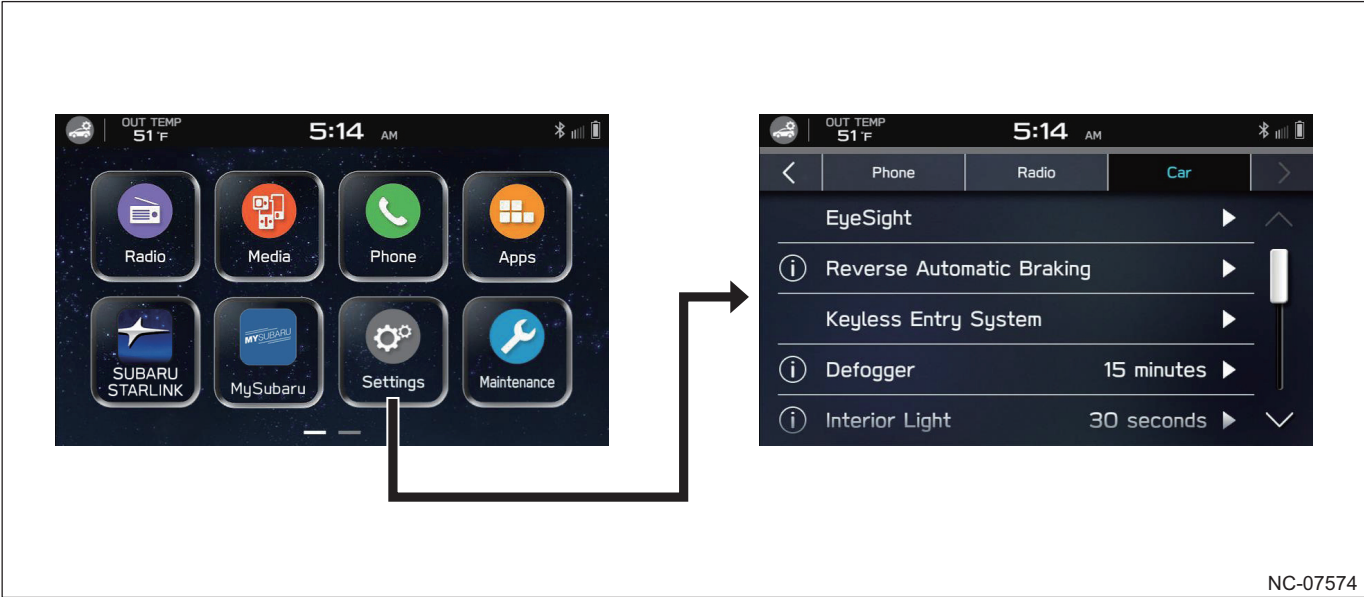 OUT TEMP
51°F
5:14 AM
Radio
Media
Phone
Apps
MYSUBARU
SUBARU
STARLINK
MySubaru
Settings
Maintenance
OUT TEMP
51°F
5:14 AM
Phone
Radio
Car
EyeSight
i Reverse Automatic Braking
Keyless Entry System
i Defogger 15 minutes
i Interior Light 30 seconds
NC-07574